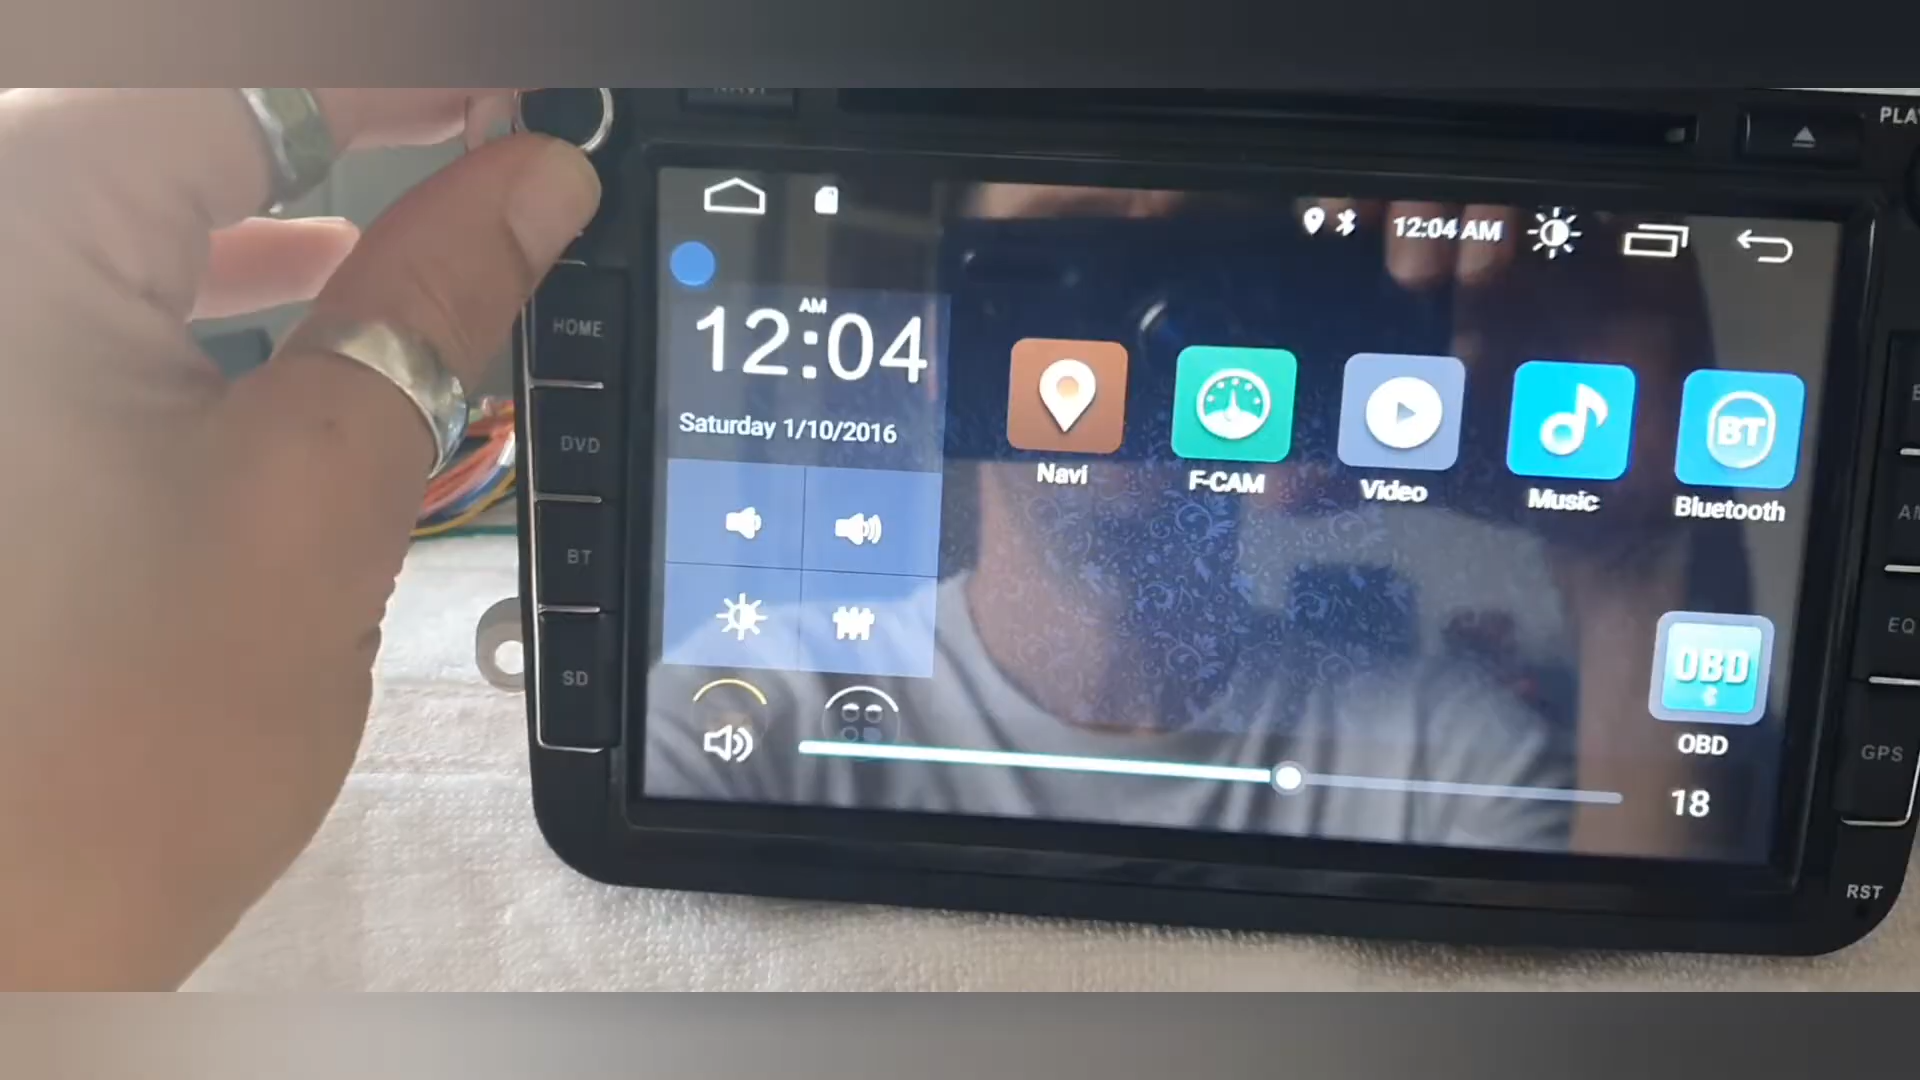 NAVI
PLA
12:04 AM
AM
12:04
Saturday 1/10/2016
HOME
DVD
BT
SD
Navi
F-CAM
Video
Music
BT
Bluetooth
OBD
OBD
18
EQ
GPS
RST